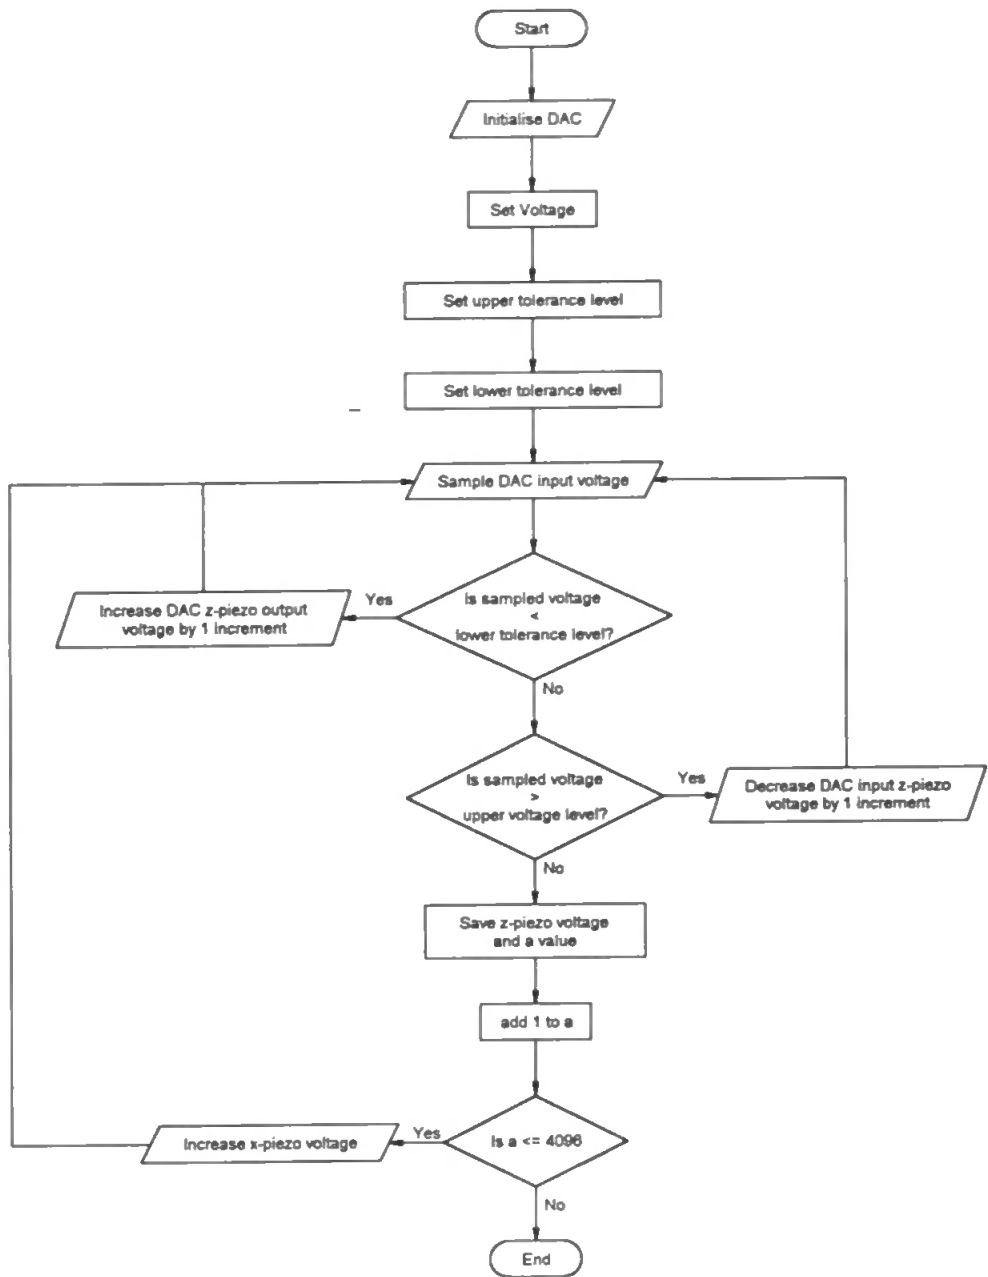 Start
Initialise DAC
Set Voltage
Set upper tolerance level
Set lower tolerance level
Sample DAC input voltage
Is sampled voltage
<
lower tolerance level?
Yes
Increase DAC z-piezo output
voltage by 1 increment
No
Is sampled voltage
>
upper voltage level?
Yes
Decrease DAC input z-piezo
voltage by 1 increment
No
Save z-piezo voltage
and a value
add 1 to a
Is a <= 4096
Yes
Increase x-piezo voltage
No
End